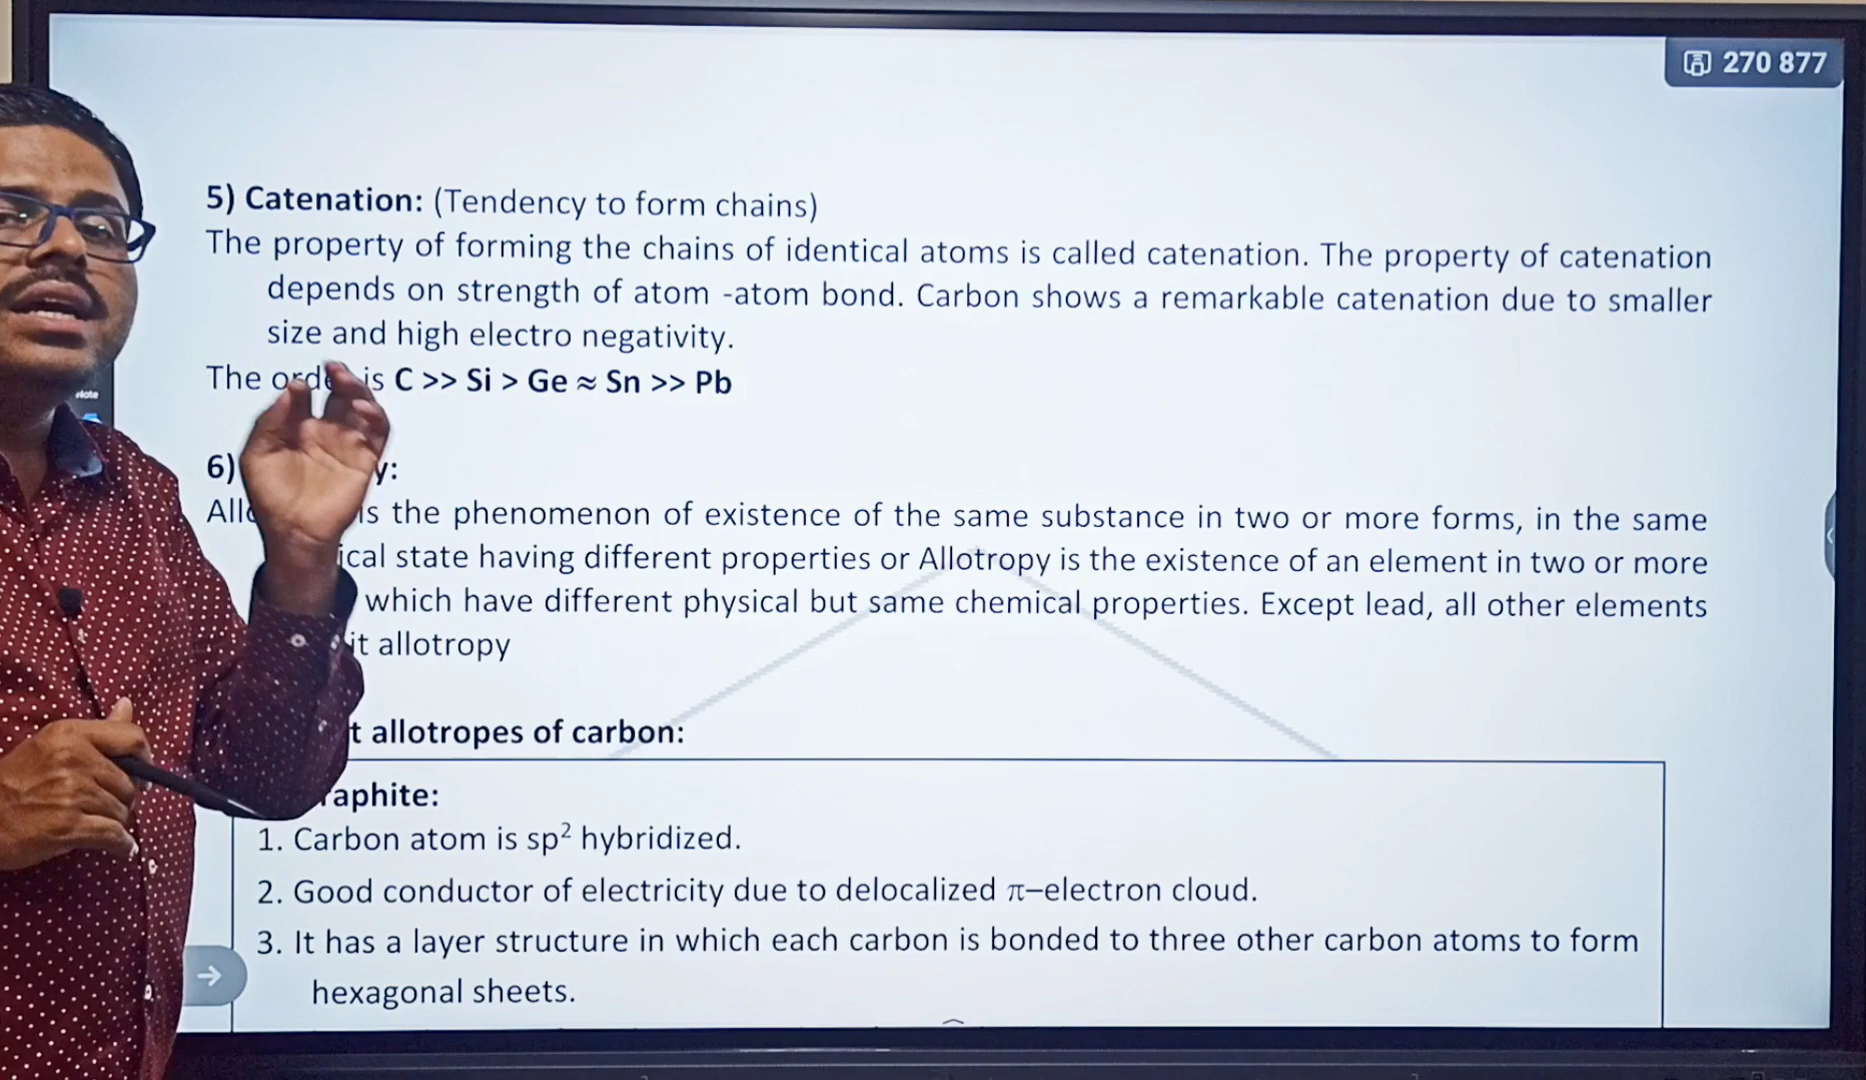 270 877
5) Catenation: (Tendency to form chains)
The property of forming the chains of identical atoms is called catenation. The property of catenation
depends on strength of atom -atom bond. Carbon shows a remarkable catenation due to smaller
size and high electro negativity.
The order is C >> Si > Ge ≈ Sn >> Pb
6) y:
is the phenomenon of existence of the same substance in two or more forms, in the same
ical state having different properties or Allotropy is the existence of an element in two or more
which have different physical but same chemical properties. Except lead, all other elements
it allotropy
t allotropes of carbon:
raphite:
1. Carbon atom is sp² hybridized.
2. Good conductor of electricity due to delocalized π–electron cloud.
3. It has a layer structure in which each carbon is bonded to three other carbon atoms to form
hexagonal sheets.